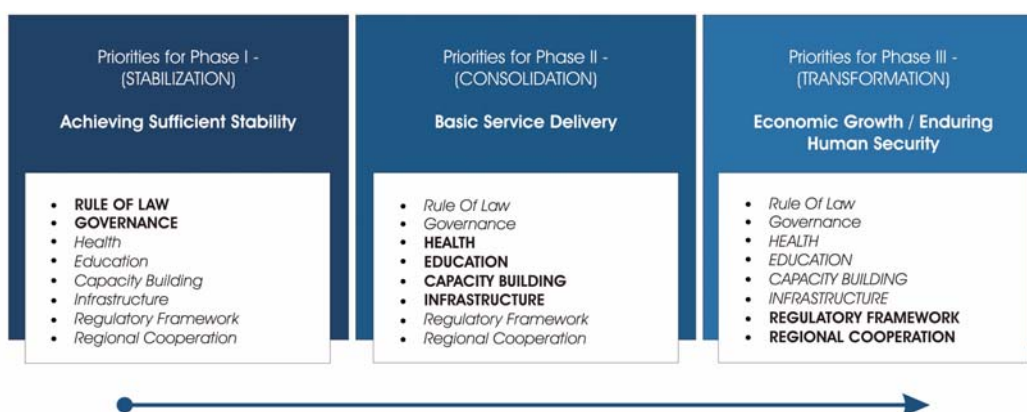 Priorities for Phase I -
(STABILIZATION)
Achieving Sufficient Stability
• RULE OF LAW
• GOVERNANCE
• Health
• Education
• Capacity Building
• Infrastructure
• Regulatory Framework
• Regional Cooperation
Priorities for Phase II -
(CONSOLIDATION)
Basic Service Delivery
• Rule Of Law
• Governance
• HEALTH
• EDUCATION
• CAPACITY BUILDING
• INFRASTRUCTURE
• Regulatory Framework
• Regional Cooperation
Priorities for Phase III -
(TRANSFORMATION)
Economic Growth / Enduring
Human Security
• Rule Of Law
• Governance
• HEALTH
• EDUCATION
• CAPACITY BUILDING
• INFRASTRUCTURE
• REGULATORY FRAMEWORK
• REGIONAL COOPERATION